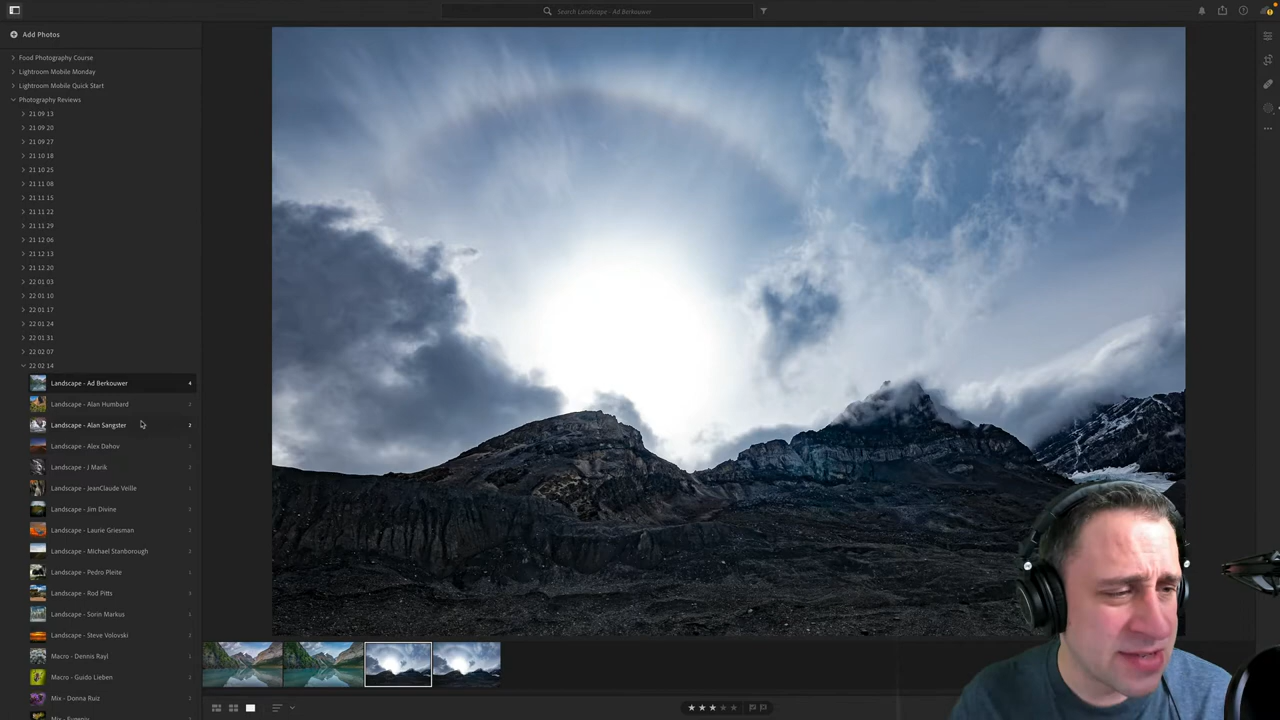 Search Landscape - Ad Berkouwer
Add Photos
Food Photography Course
Lightroom Mobile Monday
Lightroom Mobile Quick Start
Photography Reviews
21 09 13
21 09 20
21 09 27
21 10 18
21 10 25
21 11 08
21 11 15
21 11 22
21 11 29
21 12 06
21 12 13
21 12 20
22 01 03
22 01 10
22 01 17
22 01 24
22 01 31
22 02 07
22 02 14
Landscape - Ad Berkouwer 4
Landscape - Alan Humbard
Landscape - Alan Sangster 2
Landscape - Alex Dahov
Landscape - J Marik
Landscape - JeanClaude Veille
Landscape - Jim Divine
Landscape - Laurie Griesman
Landscape - Michael Stanborough
Landscape - Pedro Pleite
Landscape - Rod Pitts
Landscape - Sorin Markus
Landscape - Steve Volovski
Macro - Dennis Rayl
Macro - Guido Lieben
Mix - Donna Ruiz